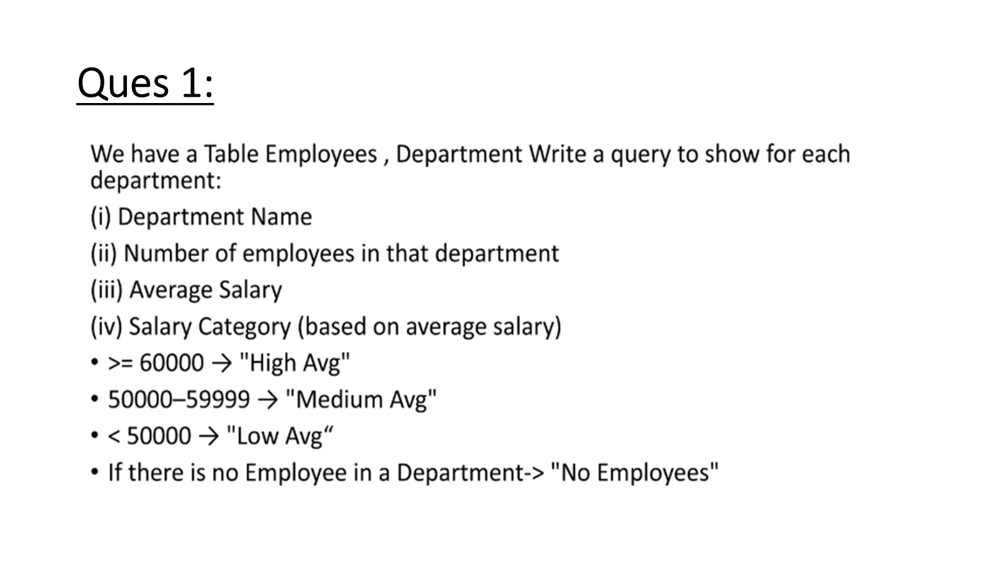 Ques 1:
We have a Table Employees , Department Write a query to show for each
department:
(i) Department Name
(ii) Number of employees in that department
(iii) Average Salary
(iv) Salary Category (based on average salary)
• >= 60000 → "High Avg"
• 50000–59999 → "Medium Avg"
• < 50000 → "Low Avg“
• If there is no Employee in a Department-> "No Employees"